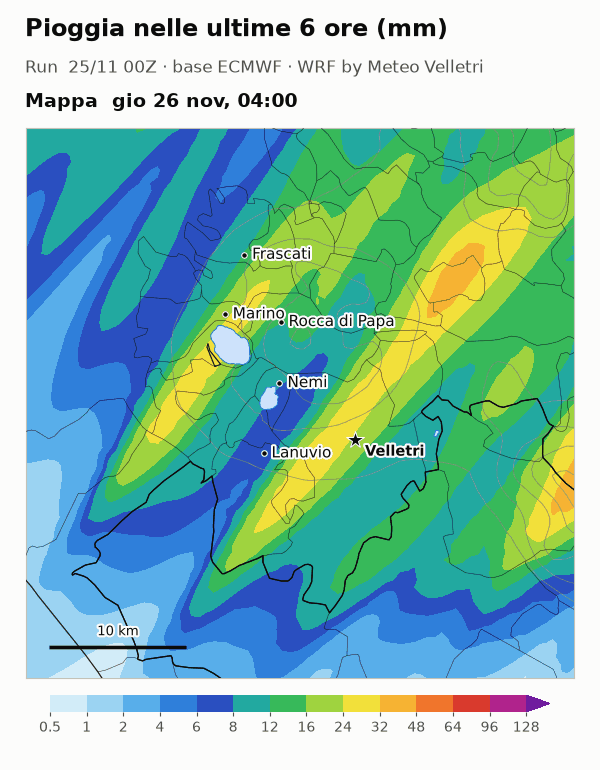 Pioggia nelle ultime 6 ore (mm)
Run  25/11 00Z · base ECMWF · WRF by Meteo Velletri
Mappa  gio 26 nov, 04:00
Frascati
Marino
Rocca di Papa
Nemi
Velletri
Lanuvio
10 km
0.5 1 2 4 6 8 12 16 24 32 48 64 96 128